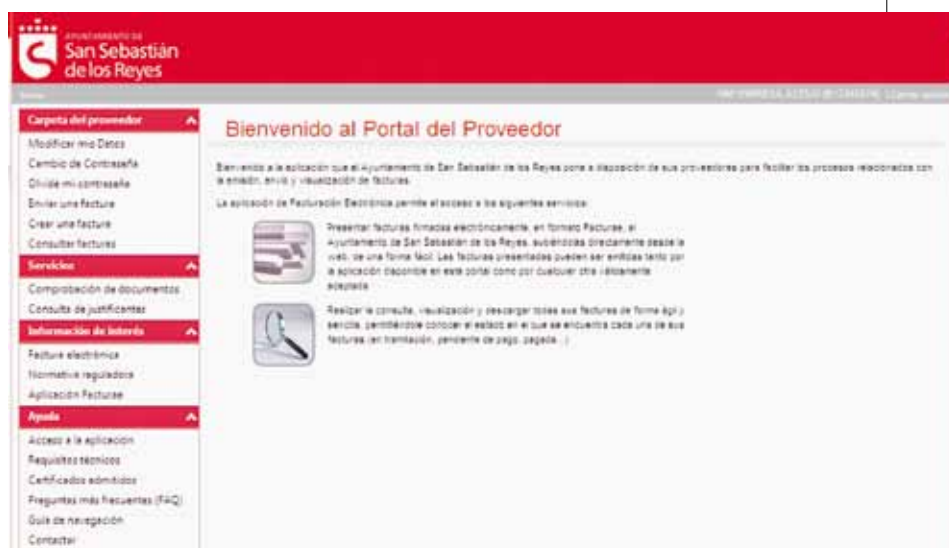 AYUNTAMIENTO DE
San Sebastián
de los Reyes
Carpeta del proveedor
Modificar mis Datos
Cambio de Contraseña
Olvidé mi contraseña
Enviar una factura
Crear una factura
Consultar facturas
Servicios
Comprobación de documentos
Consulta de justificantes
Información de interés
Factura electrónica
Normativa reguladora
Aplicación Facturae
Ayuda
Acceso a la aplicación
Requisitos técnicos
Certificados admitidos
Preguntas más frecuentes (FAQ)
Guía de navegación
Contactar
Bienvenido al Portal del Proveedor
Bienvenido a la aplicación que el Ayuntamiento de San Sebastián de los Reyes pone a disposición de sus proveedores para facilitar los procesos relacionados con
la emisión, envío y visualización de facturas.
La aplicación de Facturación Electrónica permite el acceso a los siguientes servicios:
Presentar facturas firmadas electrónicamente, en formato Facturae, al
Ayuntamiento de San Sebastián de los Reyes, subiéndolas directamente desde la
web, de una forma fácil. Las facturas presentadas pueden ser emitidas tanto por
la aplicación disponible en este portal como por cualquier otra válidamente
aceptada.
Realizar la consulta, visualización y descargar todas sus facturas de forma ágil y
sencilla, permitiéndole conocer el estado en el que se encuentra cada una de sus
facturas (en tramitación, pendiente de pago, pagada...)